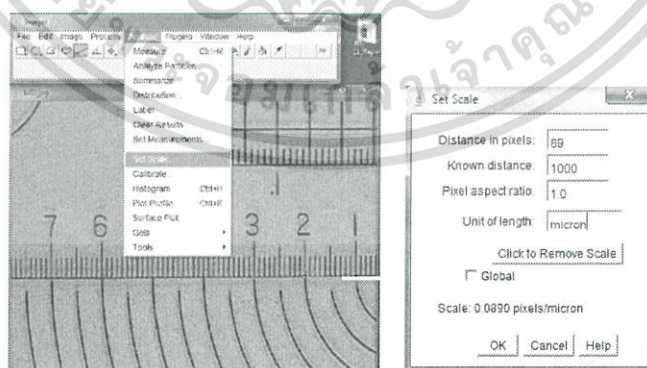 ImageJ
File Edit Image Process Plugins Window Help
Measure Ctrl+M
Analyze Particles...
Summarize
Distribution...
Label
Clear Results
Set Measurements...
Set Scale...
Calibrate...
Histogram Ctrl+H
Plot Profile Ctrl+K
Surface Plot
Gels
Tools
7 6 3 2 1
Set Scale
Distance in pixels: 89
Known distance: 1000
Pixel aspect ratio: 1.0
Unit of length: micron
Click to Remove Scale
Global
Scale: 0.0890 pixels/micron
OK Cancel Help